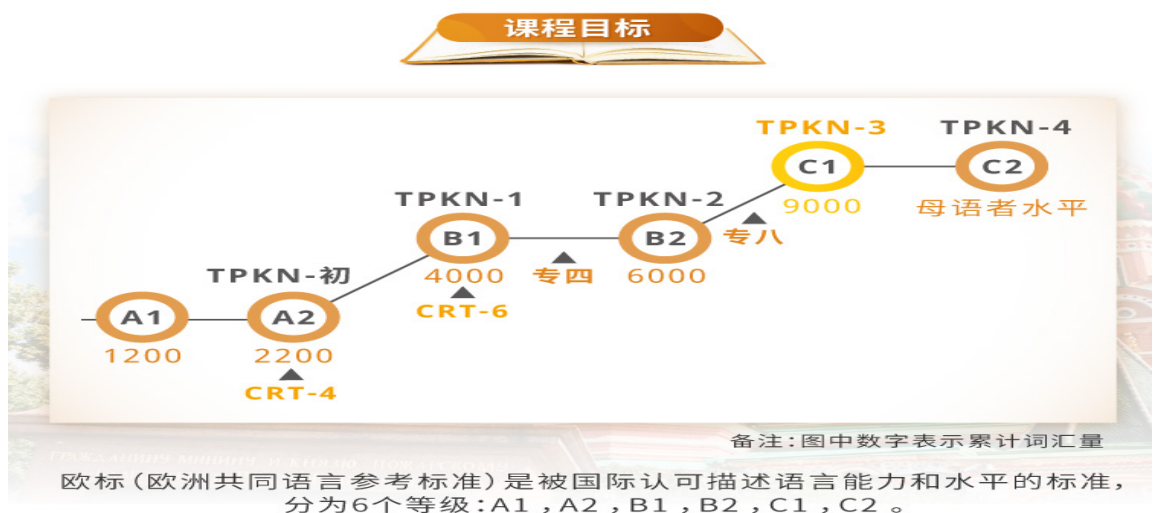 课程目标
TPKN-3 TPKN-4
C1 C2
9000 母语者水平
TPKN-1 TPKN-2
B1 B2 专八
4000 专四 6000
CRT-6
TPKN-初
A1 A2
1200 2200
CRT-4
备注:图中数字表示累计词汇量
欧标(欧洲共同语言参考标准)是被国际认可描述语言能力和水平的标准,
分为6个等级:A1,A2,B1,B2,C1,C2。